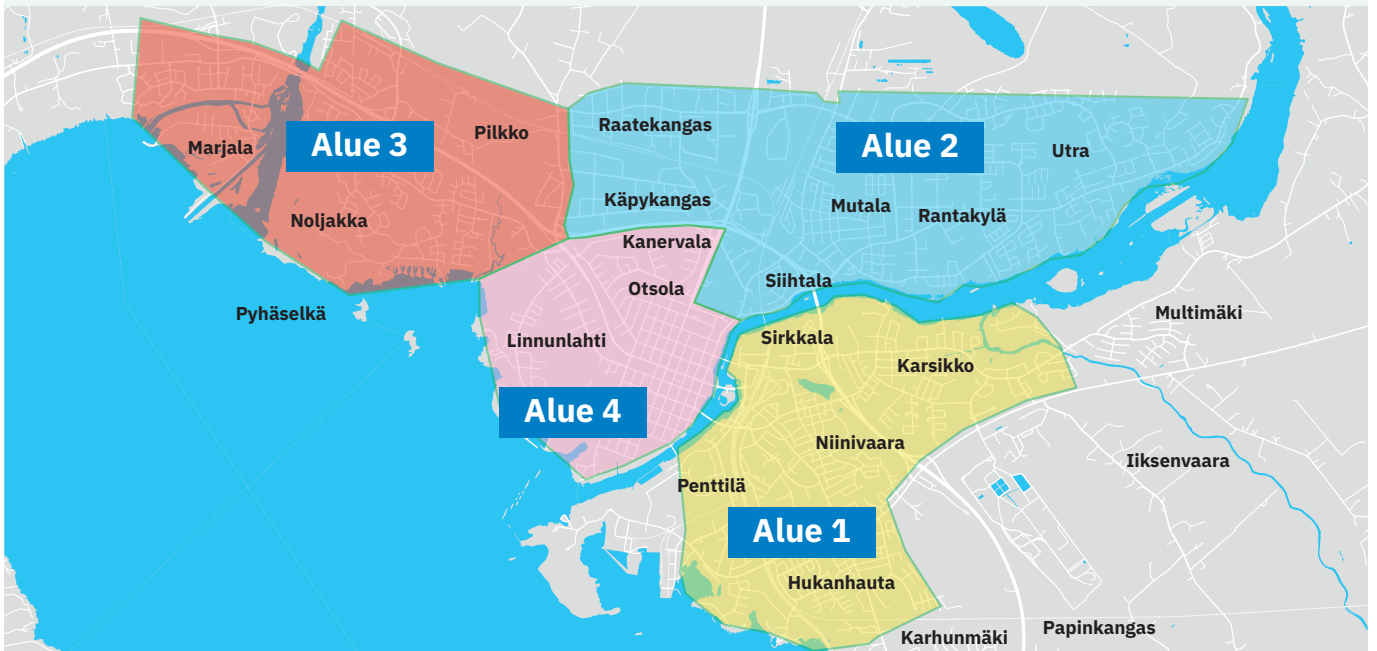 Marjala
Alue 3
Pilkko
Noljakka
Pyhäselkä
Raatekangas
Alue 2
Utra
Käpykangas
Mutala
Rantakylä
Kanervala
Siihtala
Otsola
Linnunlahti
Alue 4
Sirkkala
Karsikko
Multimäki
Niinivaara
Iiksenvaara
Penttilä
Alue 1
Hukanhauta
Karhunmäki
Papinkangas